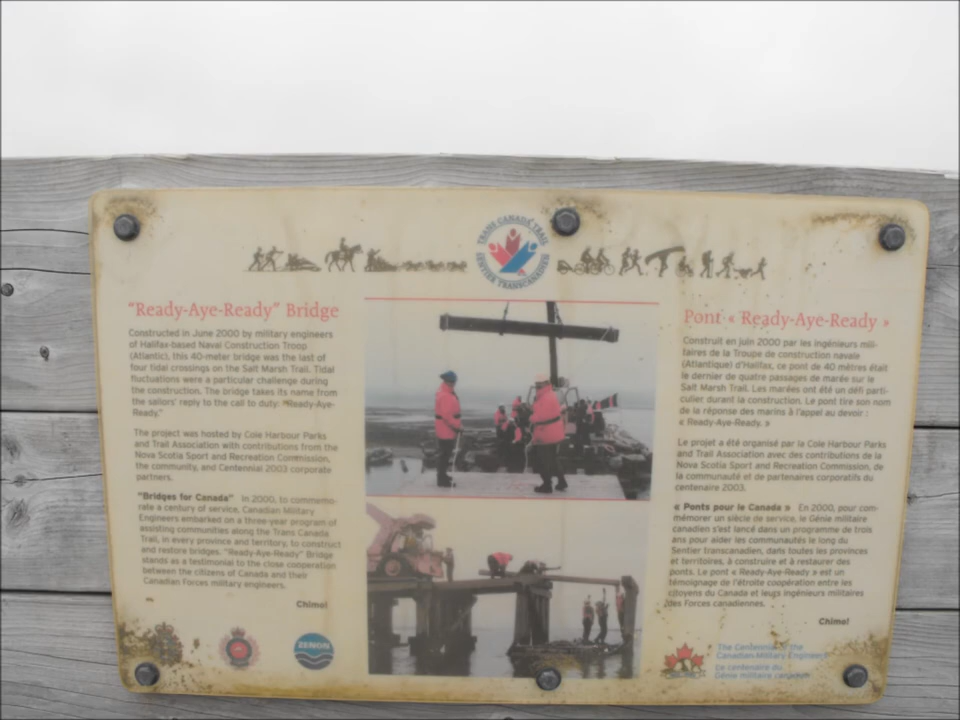 TRANS CANADA TRAIL
SENTIER TRANSCANADIEN
"Ready-Aye-Ready" Bridge
Constructed in June 2000 by military engineers
of Halifax-based Naval Construction Troop
(Atlantic), this 40-meter bridge was the last of
four tidal crossings on the Salt Marsh Trail. Tidal
fluctuations were a particular challenge during
the construction. The bridge takes its name from
the sailors' reply to the call to duty: "Ready-Aye-
Ready."
The project was hosted by Cole Harbour Parks
and Trail Association with contributions from the
Nova Scotia Sport and Recreation Commission,
the community, and Centennial 2003 corporate
partners.
"Bridges for Canada" In 2000, to commemo-
rate a century of service, Canadian Military
Engineers embarked on a three-year program of
assisting communities along the Trans Canada
Trail, in every province and territory, to construct
and restore bridges. "Ready-Aye-Ready" Bridge
stands as a testimonial to the close cooperation
between the citizens of Canada and their
Canadian Forces military engineers.
Chimo!
ZENON
Pont « Ready-Aye-Ready »
Construit en juin 2000 par les ingénieurs mili-
taires de la Troupe de construction navale
(Atlantique) d'Halifax, ce pont de 40 mètres était
le dernier de quatre passages de marée sur le
Salt Marsh Trail. Les marées ont été un défi parti-
culier durant la construction. Le pont tire son nom
de la réponse des marins à l'appel au devoir :
« Ready-Aye-Ready. »
Le projet a été organisé par la Cole Harbour Parks
and Trail Association avec des contributions de la
Nova Scotia Sport and Recreation Commission, de
la communauté et de partenaires corporatifs du
centenaire 2003.
« Ponts pour le Canada » En 2000, pour com-
mémorer un siècle de service, le Génie militaire
canadien s'est lancé dans un programme de trois
ans pour aider les communautés le long du
Sentier transcanadien, dans toutes les provinces
et territoires, à construire et à restaurer des
ponts. Le pont « Ready-Aye-Ready » est un
témoignage de l'étroite coopération entre les
citoyens du Canada et leurs ingénieurs militaires
des Forces canadiennes.
Chimo!
The Centennial of the
Canadian Military Engineers
Le centenaire du
Génie militaire canadien